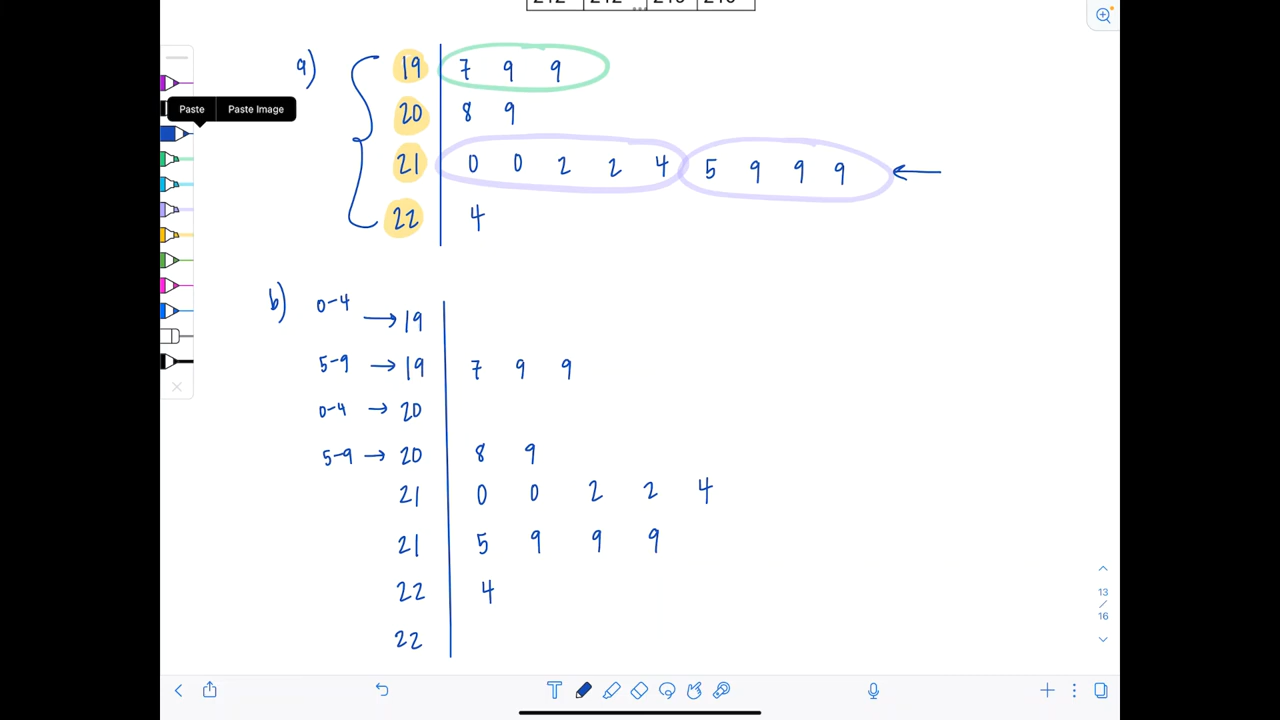 a) 19 7 9 9
20 8 9
21 0 0 2 2 4 5 9 9 9 ←
22 4
Paste Paste Image
b) 0-4 → 19
5-9 → 19 7 9 9
0-4 → 20
5-9 → 20 8 9
21 0 0 2 2 4
21 5 9 9 9
22 4
22
13
/
16
T